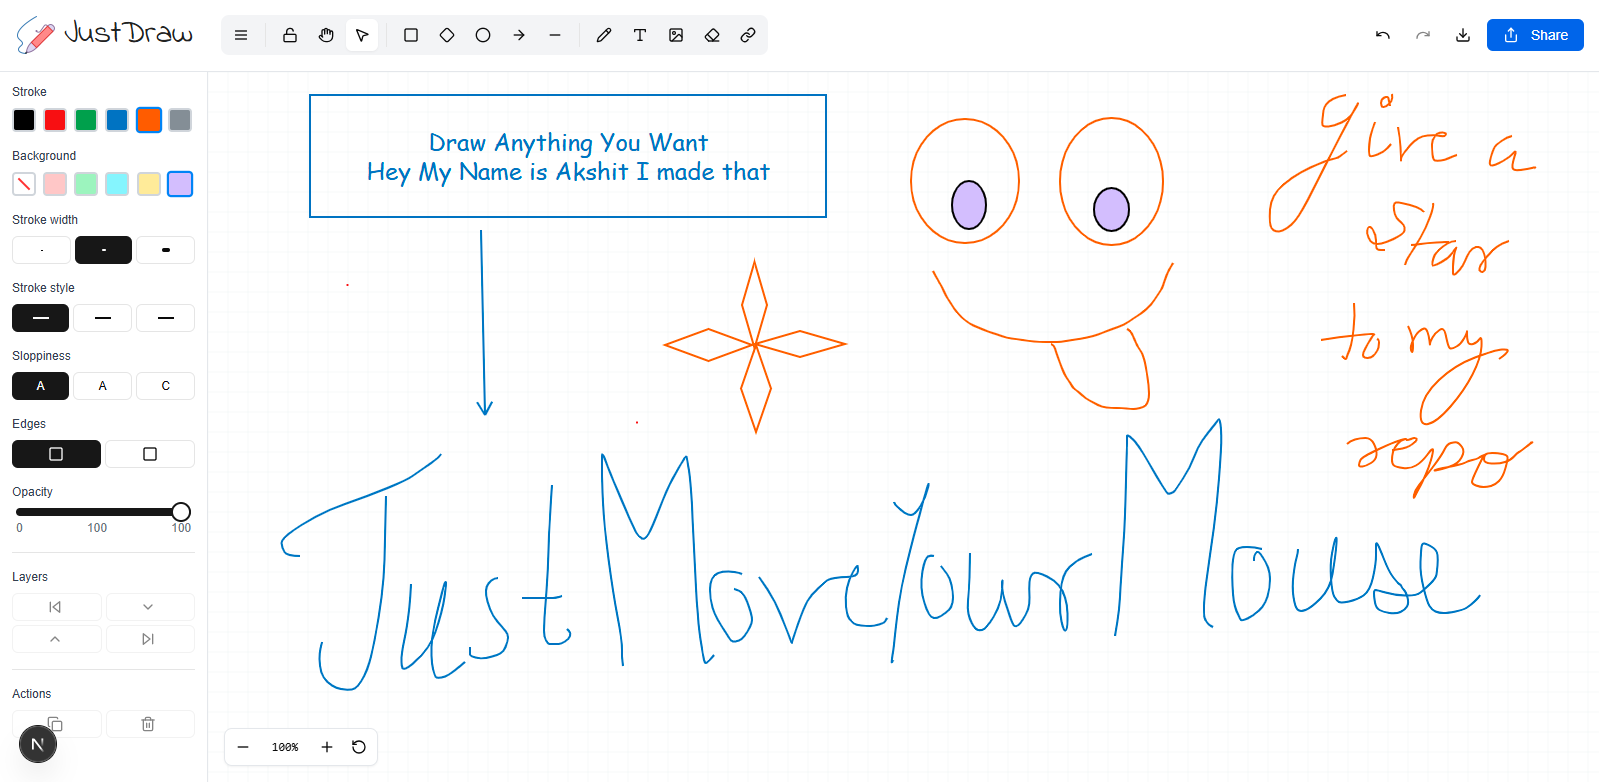 JustDraw
Share
Stroke
Background
Stroke width
Stroke style
Sloppiness
A A C
Edges
Opacity
0 100 100
Layers
Actions
N
Draw Anything You Want
Hey My Name is Akshit I made that
give a
star
to my
repo
Just Move Your Mouse
100%